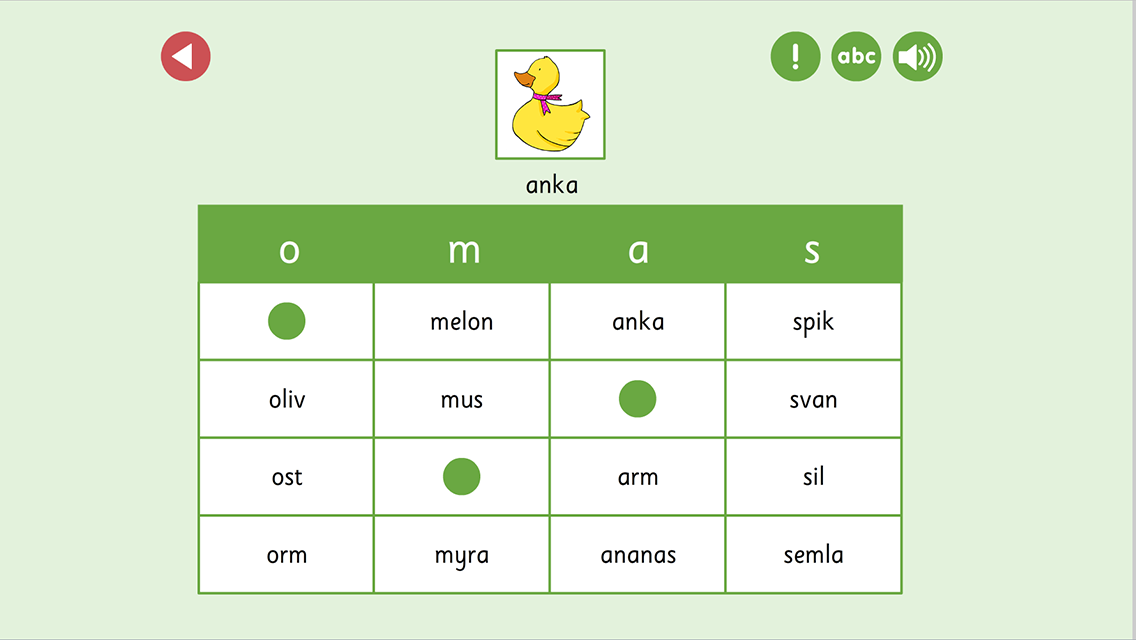 !
abc
anka
o m a s
melon anka spik
oliv mus svan
ost arm sil
orm myra ananas semla